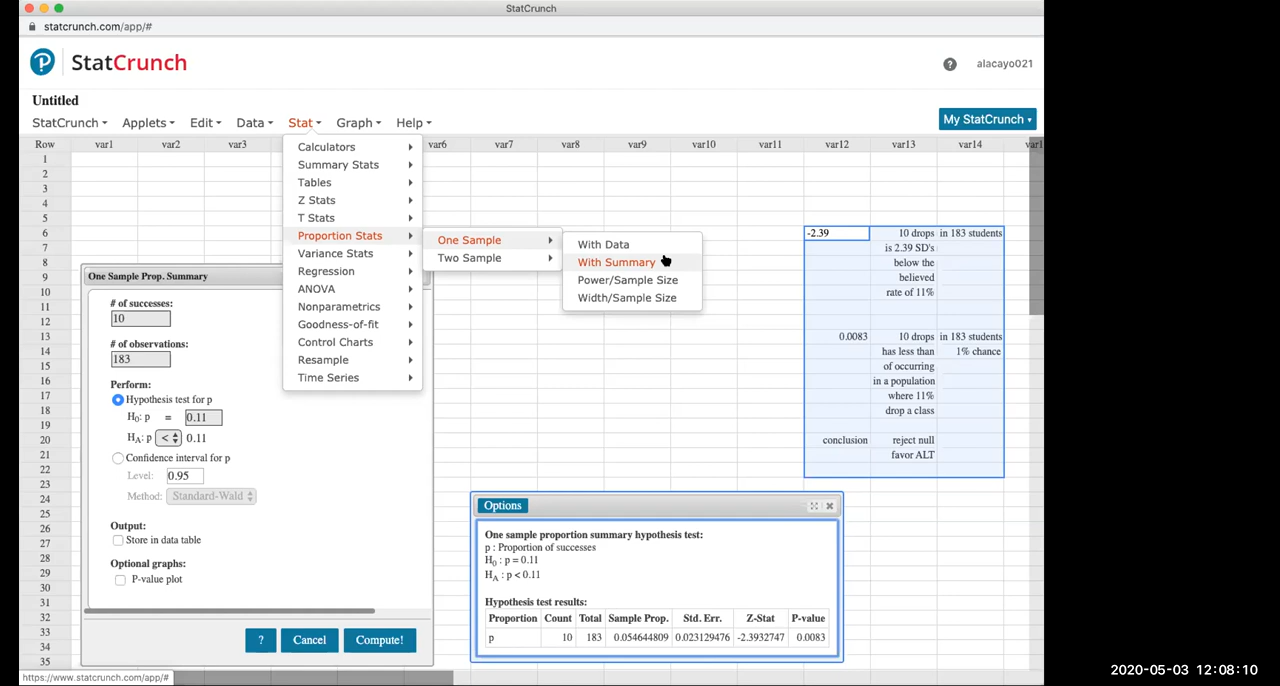 StatCrunch
statcrunch.com/app/#
P StatCrunch
? alacayo021
Untitled
StatCrunch Applets Edit Data Stat Graph Help
My StatCrunch
Row var1 var2 var3 var6 var7 var8 var9 var10 var11 var12 var13 var14 var1
1
2
3
4
5
6
7
8
9
10
11
12
13
14
15
16
17
18
19
20
21
22
23
24
25
26
27
28
29
30
31
32
33
34
35
Calculators
Summary Stats
Tables
Z Stats
T Stats
Proportion Stats
Variance Stats
Regression
ANOVA
Nonparametrics
Goodness-of-fit
Control Charts
Resample
Time Series
One Sample
Two Sample
With Data
With Summary
Power/Sample Size
Width/Sample Size
-2.39 10 drops in 183 students
is 2.39 SD's
below the
believed
rate of 11%
0.0083 10 drops in 183 students
has less than 1% chance
of occurring
in a population
where 11%
drop a class
conclusion reject null
favor ALT
One Sample Prop. Summary
# of successes:
10
# of observations:
183
Perform:
Hypothesis test for p
H0: p = 0.11
HA: p < 0.11
Confidence interval for p
Level: 0.95
Method: Standard-Wald
Output:
Store in data table
Optional graphs:
P-value plot
? Cancel Compute!
Options
One sample proportion summary hypothesis test:
p : Proportion of successes
H0 : p = 0.11
HA : p < 0.11
Hypothesis test results:
Proportion Count Total Sample Prop. Std. Err. Z-Stat P-value
p 10 183 0.054644809 0.023129476 -2.3932747 0.0083
https://www.statcrunch.com/app/#
2020-05-03 12:08:10